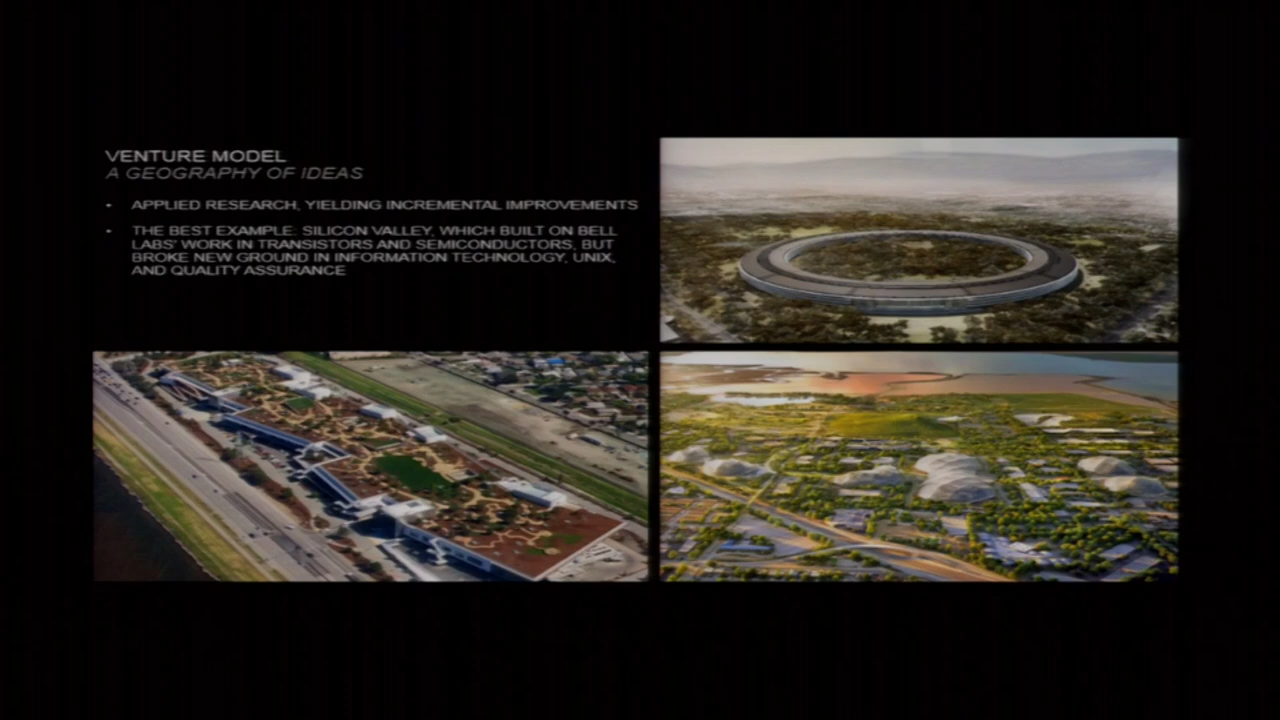 VENTURE MODEL
A GEOGRAPHY OF IDEAS
• APPLIED RESEARCH, YIELDING INCREMENTAL IMPROVEMENTS
• THE BEST EXAMPLE: SILICON VALLEY, WHICH BUILT ON BELL
LABS' WORK IN TRANSISTORS AND SEMICONDUCTORS, BUT
BROKE NEW GROUND IN INFORMATION TECHNOLOGY, UNIX,
AND QUALITY ASSURANCE